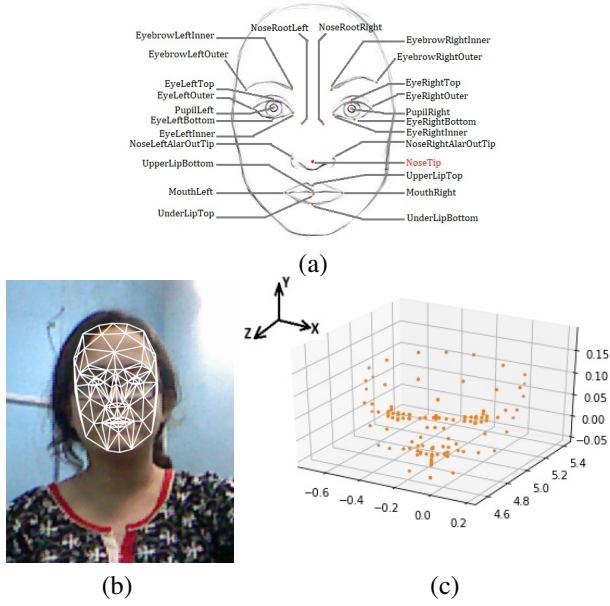 NoseRootLeft
NoseRootRight
EyebrowLeftInner
EyebrowRightInner
EyebrowLeftOuter
EyebrowRightOuter
EyeLeftTop
EyeRightTop
EyeLeftOuter
EyeRightOuter
PupilLeft
PupilRight
EyeLeftBottom
EyeRightBottom
EyeLeftInner
EyeRightInner
NoseLeftAlarOutTip
NoseRightAlarOutTip
UpperLipBottom
NoseTip
UpperLipTop
MouthLeft
MouthRight
UnderLipTop
UnderLipBottom
(a)
Y
X
Z
0.15
0.10
0.05
0.00
−0.05
5.4
5.2
5.0
4.8
4.6
−0.6
−0.4
−0.2
0.0
0.2
(b)
(c)